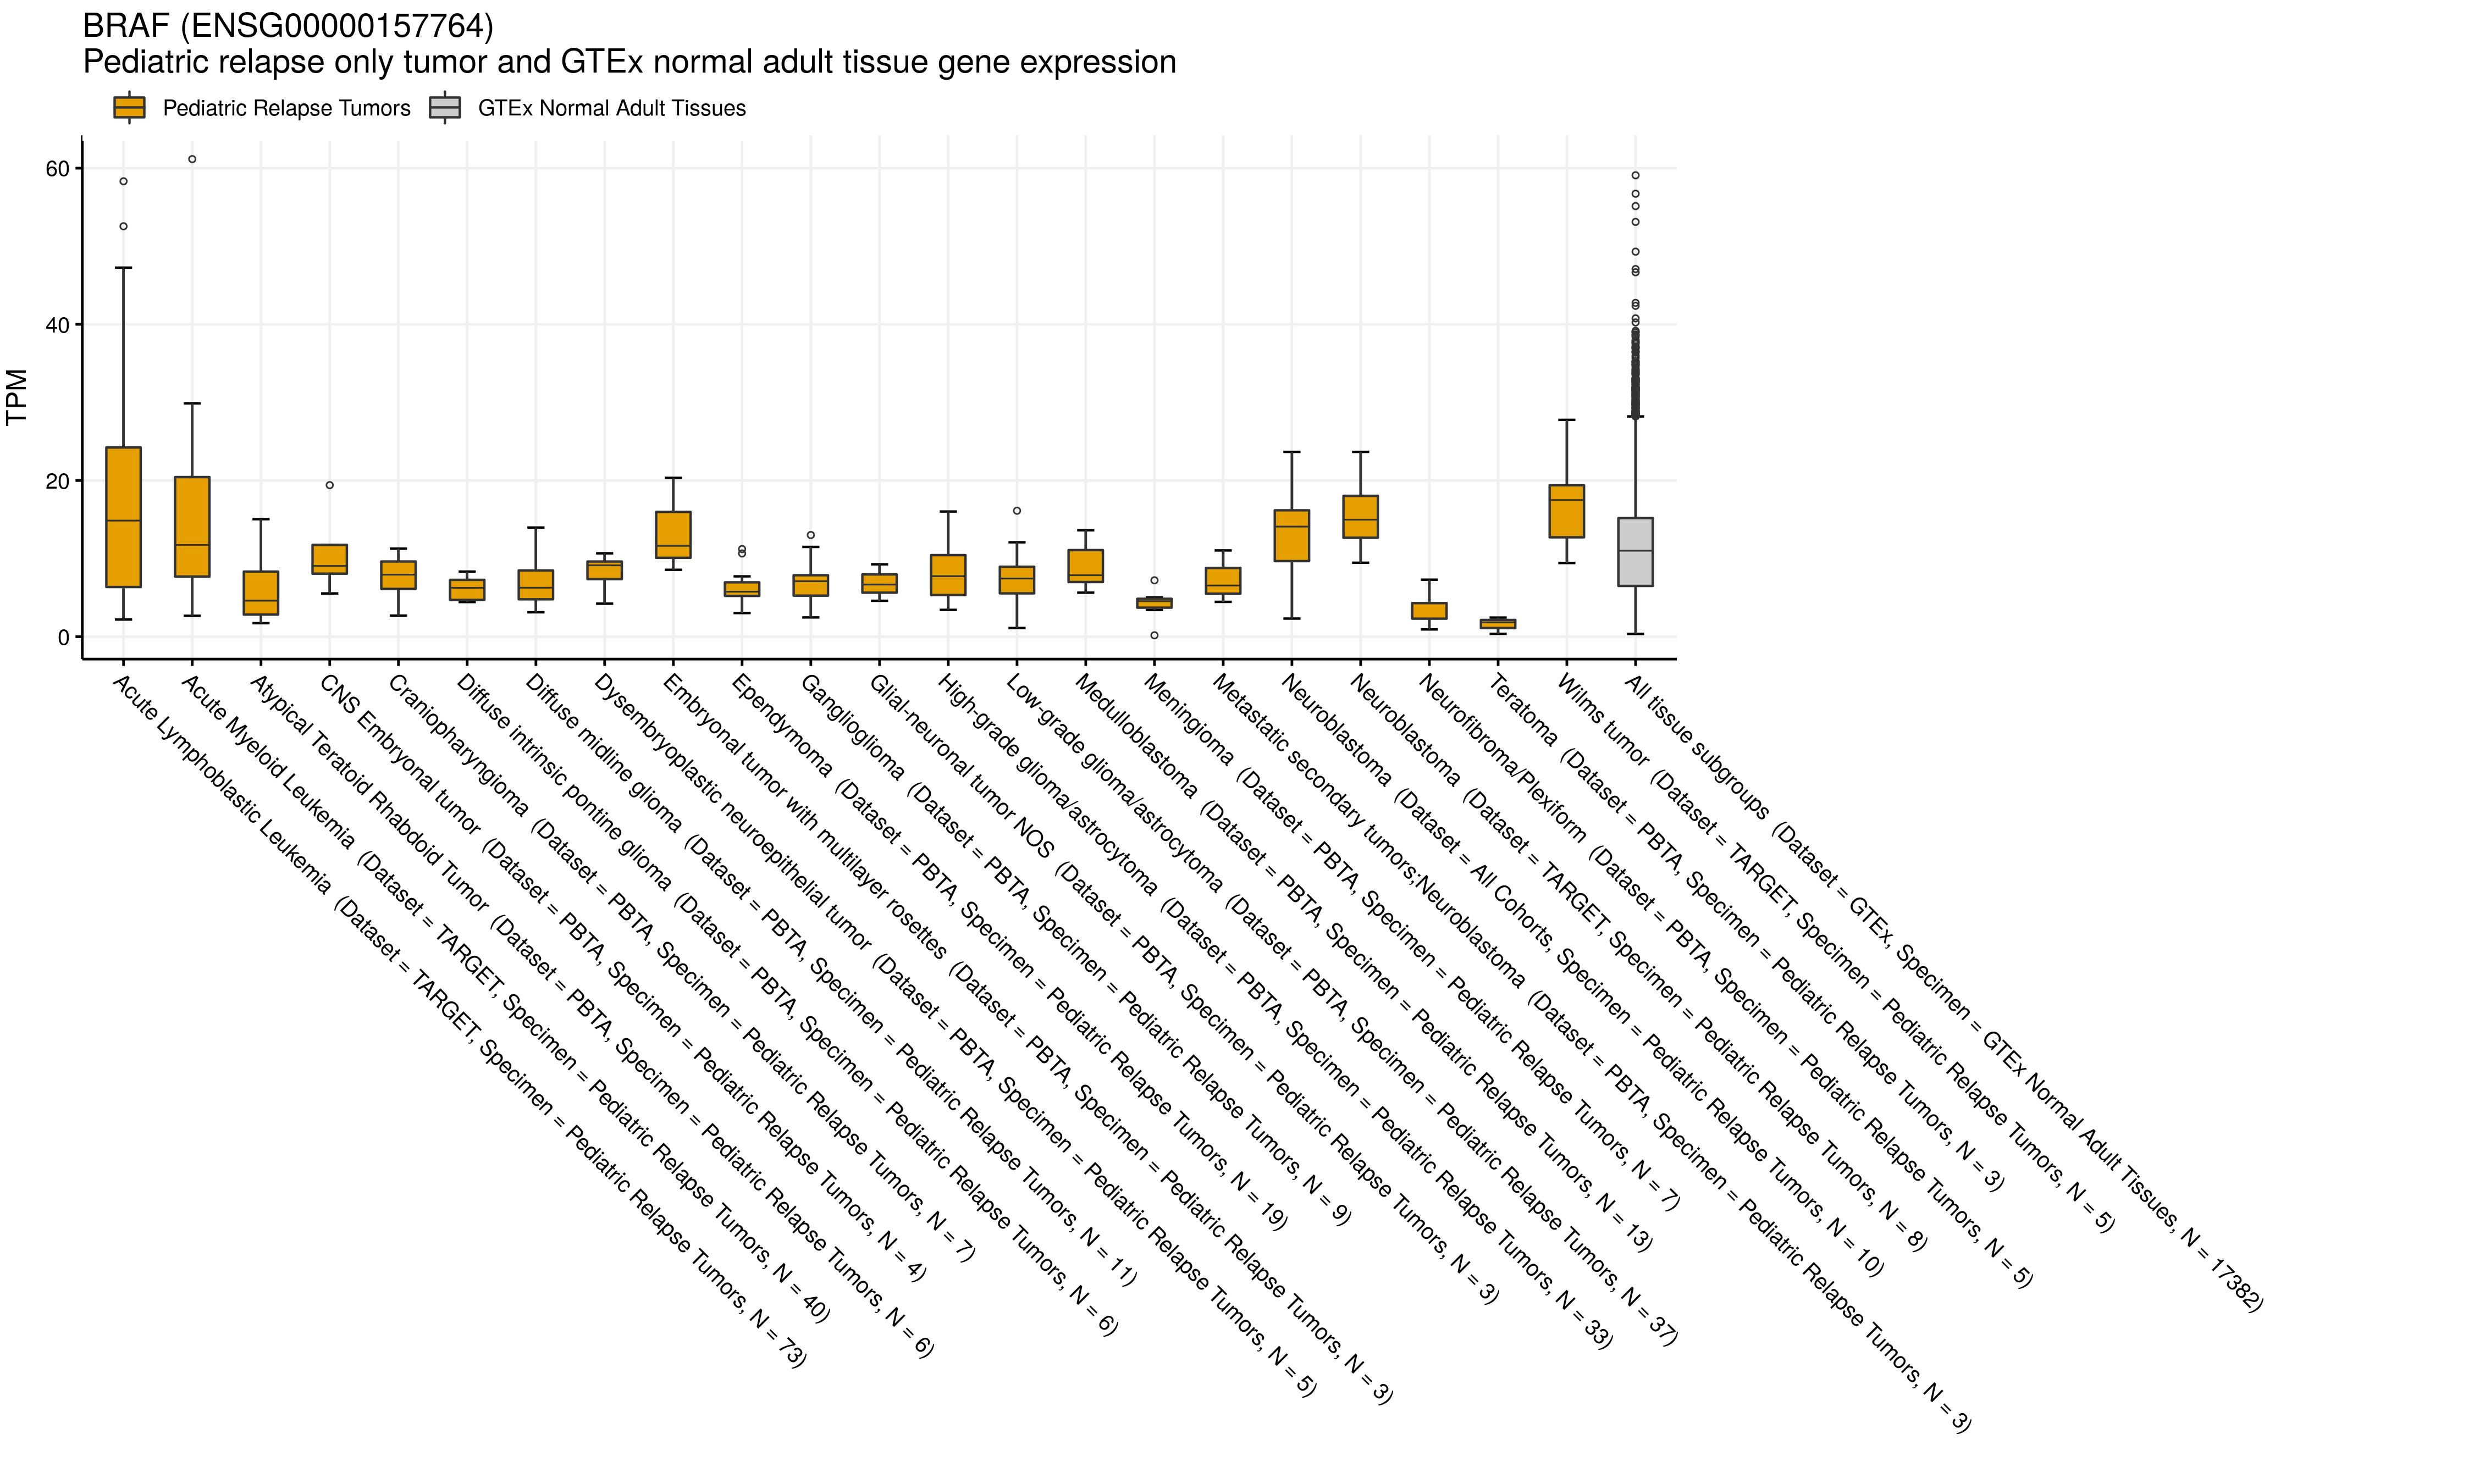 BRAF (ENSG00000157764)
Pediatric relapse only tumor and GTEx normal adult tissue gene expression
Pediatric Relapse Tumors
GTEx Normal Adult Tissues
TPM
60
40
20
0
Acute Lymphoblastic Leukemia (Dataset = TARGET, Specimen = Pediatric Relapse Tumors, N = 73)
Acute Myeloid Leukemia (Dataset = TARGET, Specimen = Pediatric Relapse Tumors, N = 40)
Atypical Teratoid Rhabdoid Tumor (Dataset = PBTA, Specimen = Pediatric Relapse Tumors, N = 6)
CNS Embryonal tumor (Dataset = PBTA, Specimen = Pediatric Relapse Tumors, N = 4)
Craniopharyngioma (Dataset = PBTA, Specimen = Pediatric Relapse Tumors, N = 7)
Diffuse intrinsic pontine glioma (Dataset = PBTA, Specimen = Pediatric Relapse Tumors, N = 6)
Diffuse midline glioma (Dataset = PBTA, Specimen = Pediatric Relapse Tumors, N = 11)
Dysembryoplastic neuroepithelial tumor (Dataset = PBTA, Specimen = Pediatric Relapse Tumors, N = 5)
Embryonal tumor with multilayer rosettes (Dataset = PBTA, Specimen = Pediatric Relapse Tumors, N = 3)
Ependymoma (Dataset = PBTA, Specimen = Pediatric Relapse Tumors, N = 19)
Ganglioglioma (Dataset = PBTA, Specimen = Pediatric Relapse Tumors, N = 9)
Glial-neuronal tumor NOS (Dataset = PBTA, Specimen = Pediatric Relapse Tumors, N = 3)
High-grade glioma/astrocytoma (Dataset = PBTA, Specimen = Pediatric Relapse Tumors, N = 33)
Low-grade glioma/astrocytoma (Dataset = PBTA, Specimen = Pediatric Relapse Tumors, N = 37)
Medulloblastoma (Dataset = PBTA, Specimen = Pediatric Relapse Tumors, N = 13)
Meningioma (Dataset = PBTA, Specimen = Pediatric Relapse Tumors, N = 7)
Metastatic secondary tumors;Neuroblastoma (Dataset = PBTA, Specimen = Pediatric Relapse Tumors, N = 3)
Neuroblastoma (Dataset = All Cohorts, Specimen = Pediatric Relapse Tumors, N = 10)
Neuroblastoma (Dataset = TARGET, Specimen = Pediatric Relapse Tumors, N = 8)
Neurofibroma/Plexiform (Dataset = PBTA, Specimen = Pediatric Relapse Tumors, N = 5)
Teratoma (Dataset = PBTA, Specimen = Pediatric Relapse Tumors, N = 3)
Wilms tumor (Dataset = TARGET, Specimen = Pediatric Relapse Tumors, N = 5)
All tissue subgroups (Dataset = GTEx, Specimen = GTEx Normal Adult Tissues, N = 17382)